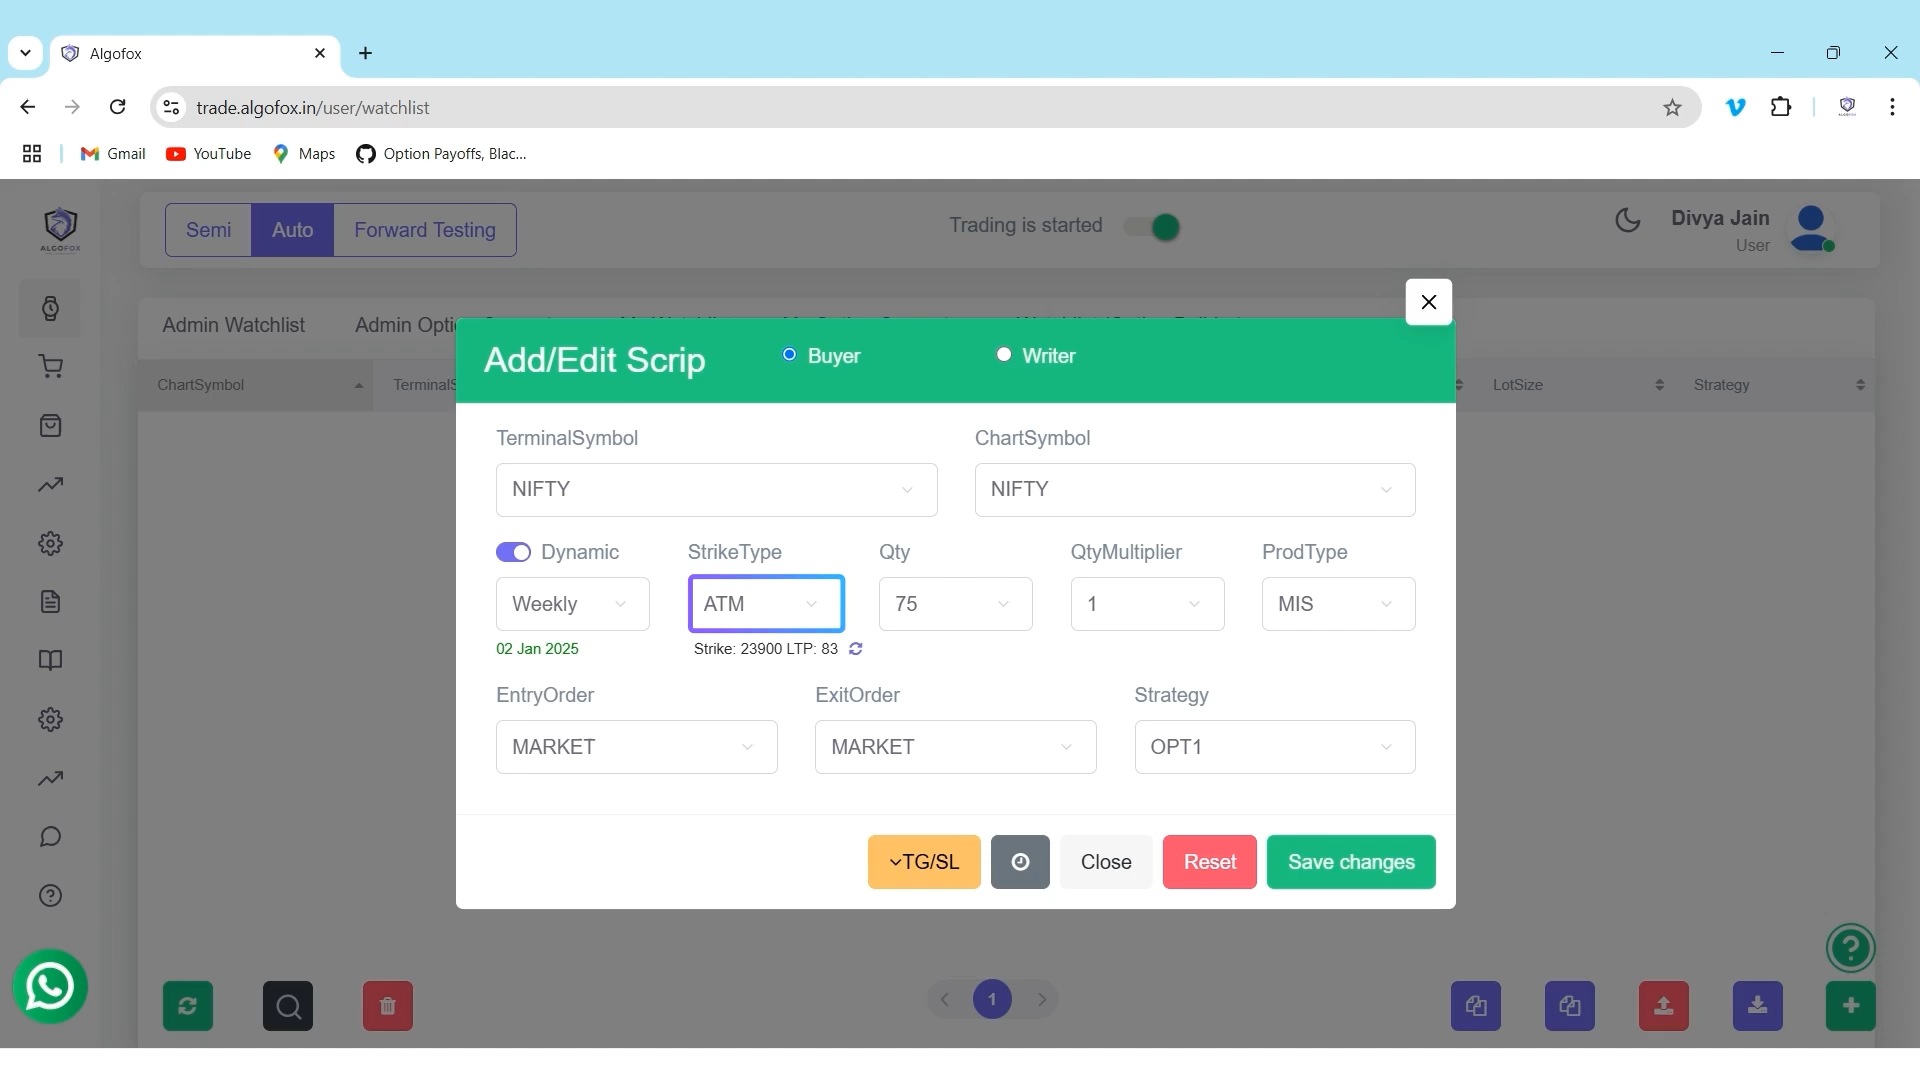 Algofox
trade.algofox.in/user/watchlist
Gmail YouTube Maps Option Payoffs, Blac...
ALGOFOX
Semi Auto Forward Testing
Trading is started
Divya Jain
User
Admin Watchlist
Admin Optio
ChartSymbol
TerminalS
LotSize
Strategy
Add/Edit Scrip
Buyer
Writer
TerminalSymbol ChartSymbol
NIFTY NIFTY
Dynamic StrikeType Qty QtyMultiplier ProdType
Weekly ATM 75 1 MIS
02 Jan 2025 Strike: 23900 LTP: 83
EntryOrder ExitOrder Strategy
MARKET MARKET OPT1
TG/SL Close Reset Save changes
1